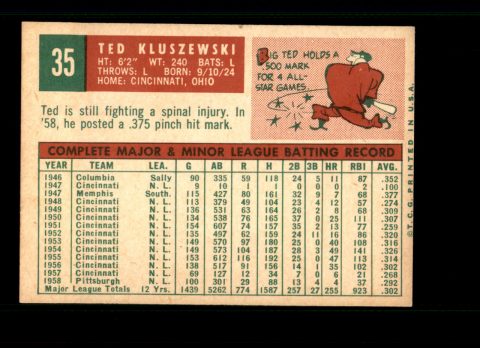 35
TED KLUSZEWSKI
HT: 6'2" WT: 240 BATS: L
THROWS: L BORN: 9/10/24
HOME: CINCINNATI, OHIO
Ted is still fighting a spinal injury. In
'58, he posted a .375 pinch hit mark.
BIG TED HOLDS A
.500 MARK
FOR 4 ALL-
STAR GAMES...
COMPLETE MAJOR & MINOR LEAGUE BATTING RECORD
YEAR TEAM LEA. G AB R H 2B 3B HR RBI AVG.
1946 Columbia Sally 90 335 59 118 24 5 11 87 .352
1947 Cincinnati N. L. 9 10 1 1 0 0 0 2 .100
1947 Memphis South. 115 427 80 161 32 9 7 68 .377
1948 Cincinnati N. L. 113 379 49 104 23 4 12 57 .274
1949 Cincinnati N. L. 136 531 63 164 26 2 8 68 .309
1950 Cincinnati N. L. 134 538 76 165 37 0 25 111 .307
1951 Cincinnati N. L. 154 607 74 157 35 2 13 77 .259
1952 Cincinnati N. L. 135 497 62 159 24 11 16 86 .320
1953 Cincinnati N. L. 149 570 97 180 25 0 40 108 .316
1954 Cincinnati N. L. 149 573 104 187 28 3 49 141 .326
1955 Cincinnati N. L. 153 612 116 192 25 0 47 113 .314
1956 Cincinnati N. L. 138 517 91 156 14 1 35 102 .302
1957 Cincinnati N. L. 69 127 12 34 7 0 6 21 .268
1958 Pittsburgh N. L. 100 301 29 88 13 4 4 37 .292
Major League Totals 12 Yrs. 1439 5262 774 1587 257 27 255 923 .302
© T.C.G. PRINTED IN U.S.A.